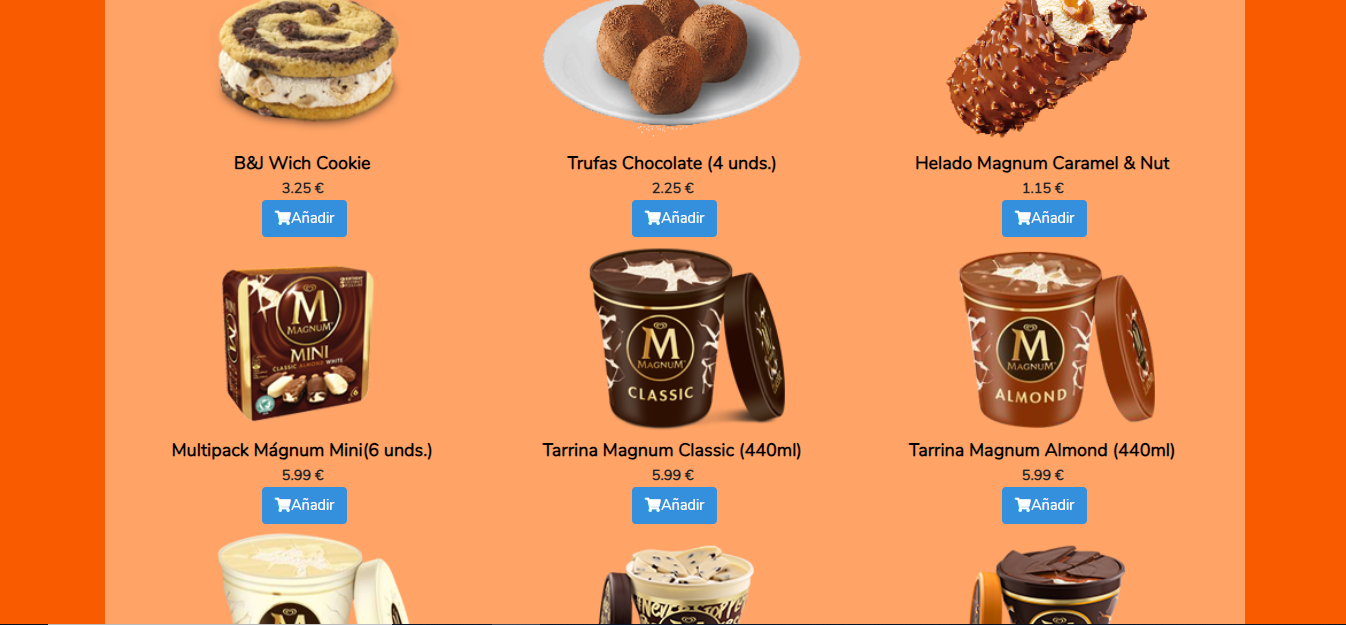 B&J Wich Cookie
3.25 €
Añadir
Trufas Chocolate (4 unds.)
2.25 €
Añadir
Helado Magnum Caramel & Nut
1.15 €
Añadir
M
MAGNUM
MINI
CLASSIC ALMOND WHITE
6
Multipack Mágnum Mini(6 unds.)
5.99 €
Añadir
M
MAGNUM
CLASSIC
Tarrina Magnum Classic (440ml)
5.99 €
Añadir
M
MAGNUM
ALMOND
Tarrina Magnum Almond (440ml)
5.99 €
Añadir
M